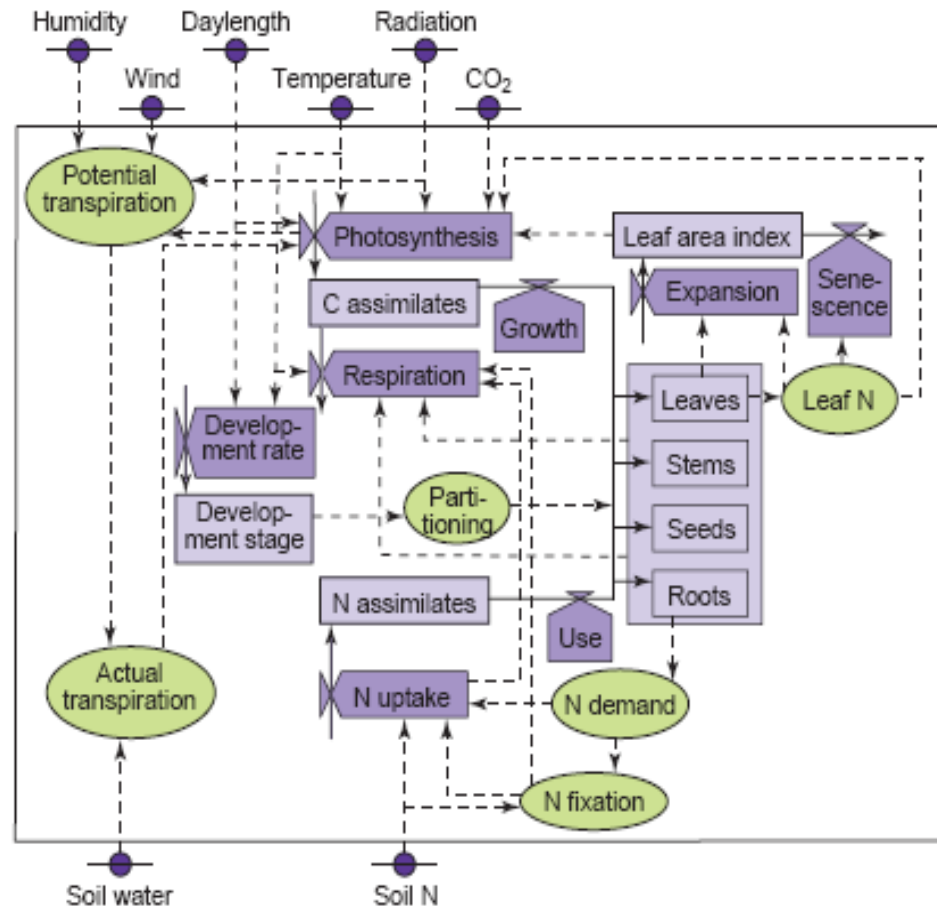 Humidity
Daylength
Radiation
Wind
Temperature
CO₂
Potential
transpiration
Photosynthesis
Leaf area index
C assimilates
Growth
Expansion
Sene-
scence
Respiration
Leaves
Leaf N
Develop-
ment rate
Stems
Parti-
tioning
Develop-
ment stage
Seeds
N assimilates
Roots
Use
Actual
transpiration
N uptake
N demand
N fixation
Soil water
Soil N